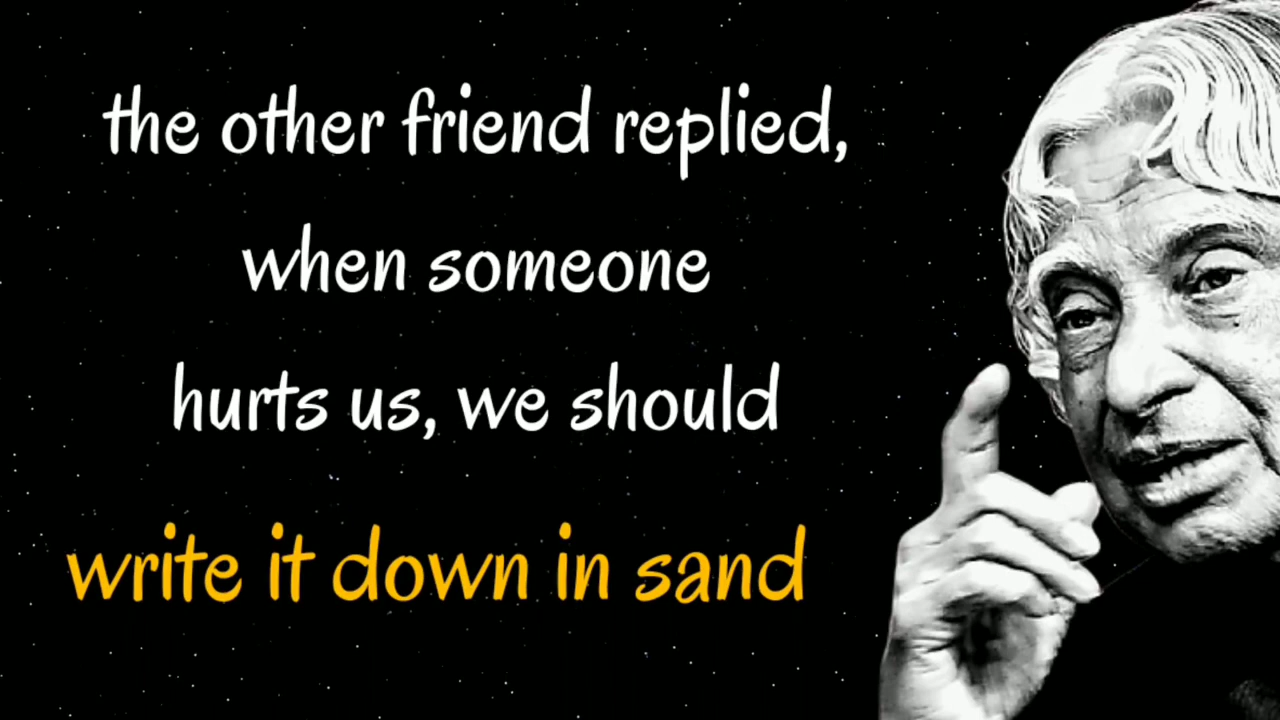 the other friend replied,
when someone
hurts us, we should
write it down in sand